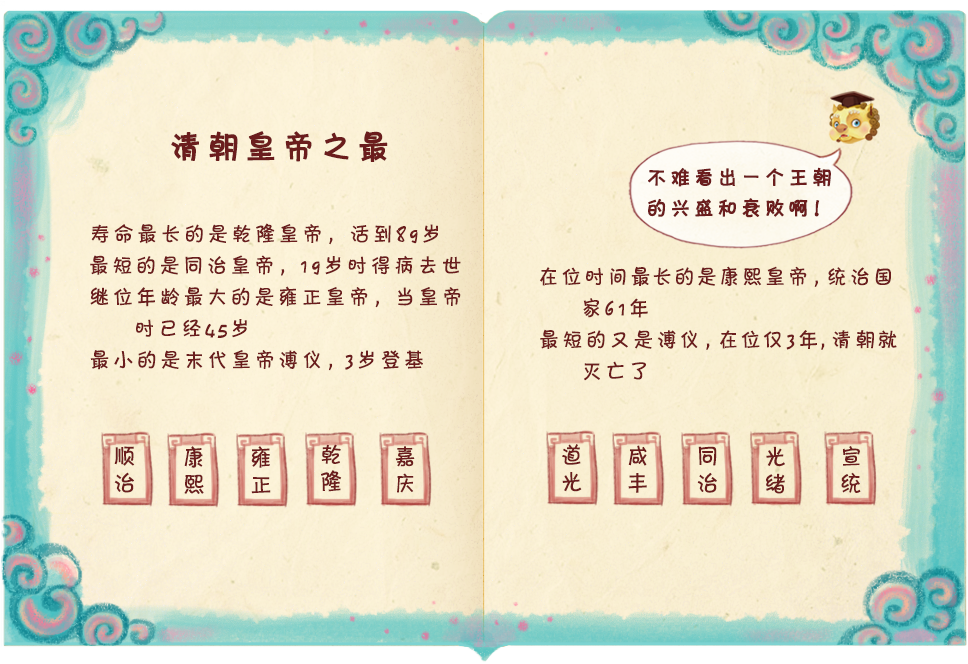 清朝皇帝之最
寿命最长的是乾隆皇帝，活到89岁
最短的是同治皇帝，19岁时得病去世
继位年龄最大的是雍正皇帝，当皇帝
时已经45岁
最小的是末代皇帝溥仪，3岁登基
顺治
康熙
雍正
乾隆
嘉庆
不难看出一个王朝
的兴盛和衰败啊！
在位时间最长的是康熙皇帝，统治国
家61年
最短的又是溥仪，在位仅3年，清朝就
灭亡了
道光
咸丰
同治
光绪
宣统